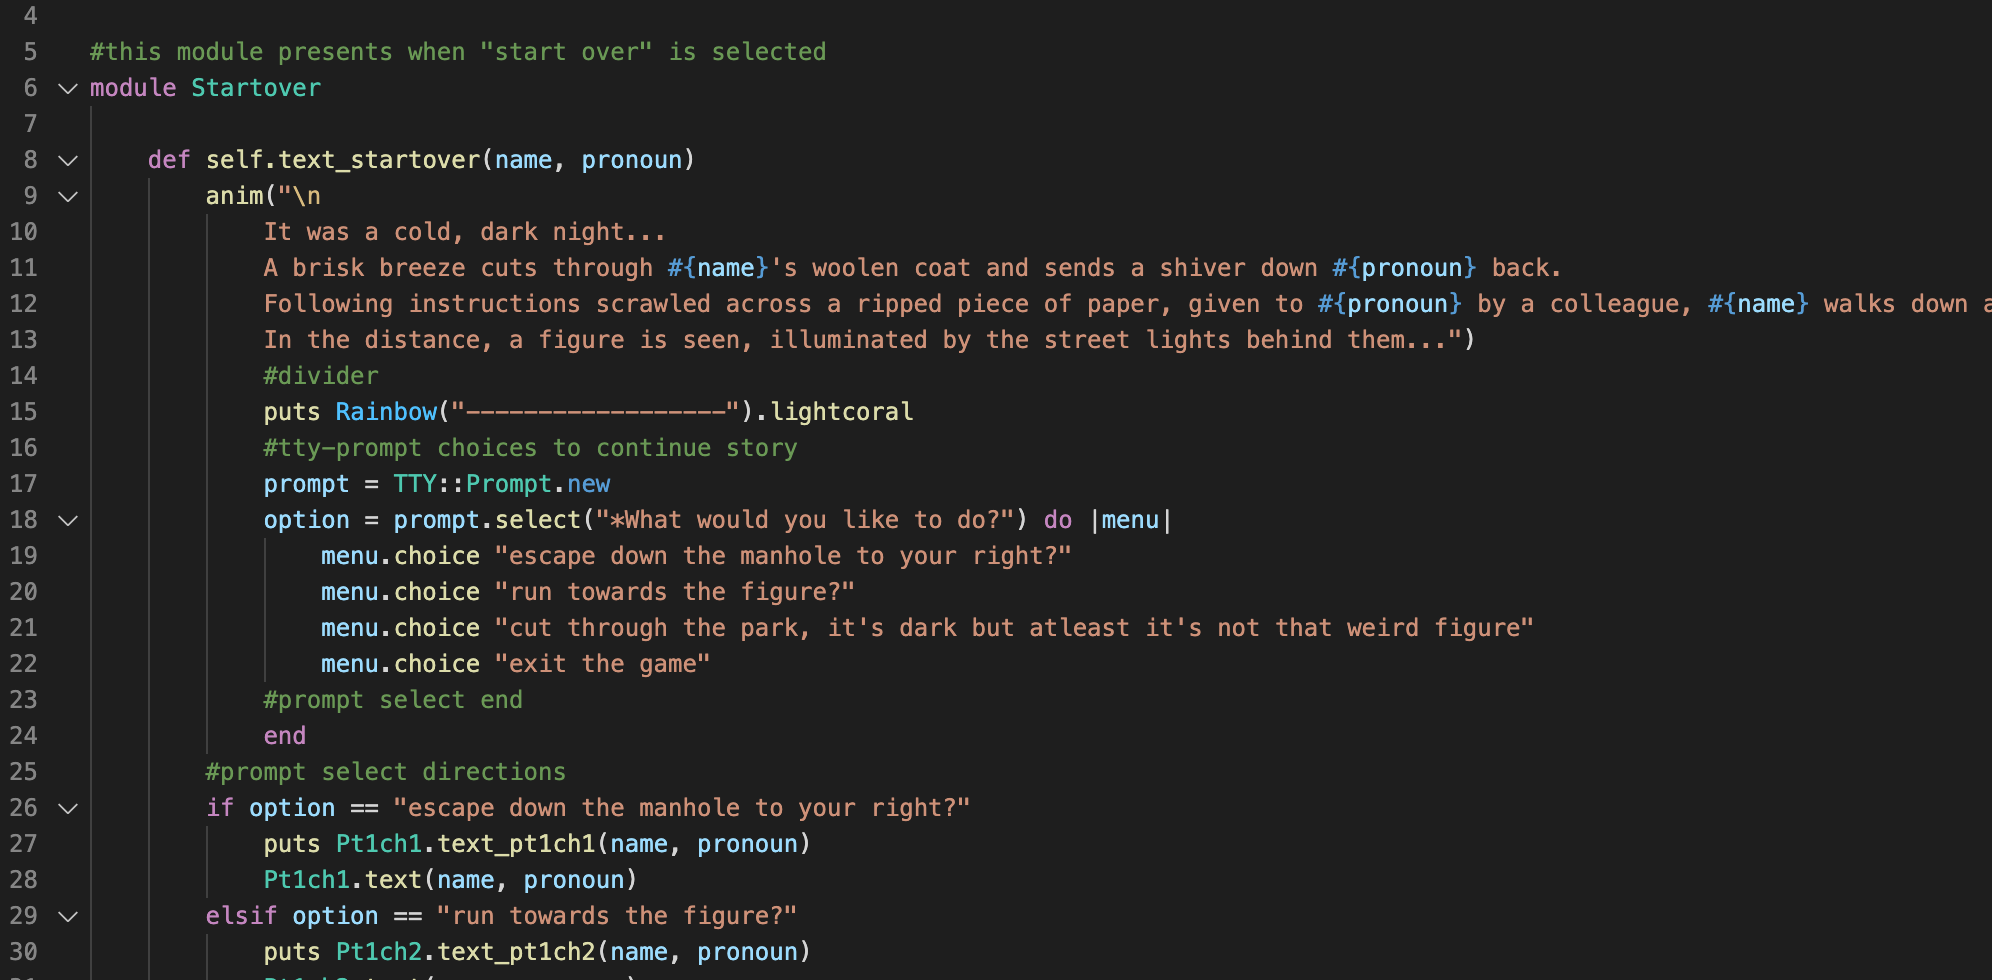 4
5 #this module presents when "start over" is selected
6 module Startover
7
8 def self.text_startover(name, pronoun)
9 anim("\n
10 It was a cold, dark night...
11 A brisk breeze cuts through #{name}'s woolen coat and sends a shiver down #{pronoun} back.
12 Following instructions scrawled across a ripped piece of paper, given to #{pronoun} by a colleague, #{name} walks down a
13 In the distance, a figure is seen, illuminated by the street lights behind them...")
14 #divider
15 puts Rainbow("------------------").lightcoral
16 #tty-prompt choices to continue story
17 prompt = TTY::Prompt.new
18 option = prompt.select("*What would you like to do?") do |menu|
19 menu.choice "escape down the manhole to your right?"
20 menu.choice "run towards the figure?"
21 menu.choice "cut through the park, it's dark but atleast it's not that weird figure"
22 menu.choice "exit the game"
23 #prompt select end
24 end
25 #prompt select directions
26 if option == "escape down the manhole to your right?"
27 puts Pt1ch1.text_pt1ch1(name, pronoun)
28 Pt1ch1.text(name, pronoun)
29 elsif option == "run towards the figure?"
30 puts Pt1ch2.text_pt1ch2(name, pronoun)